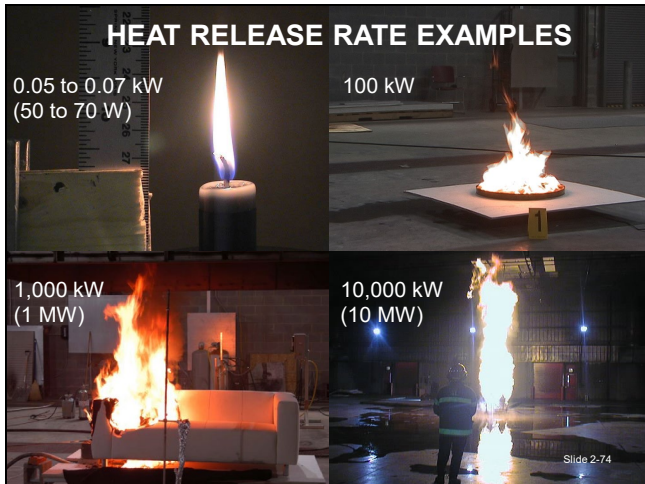 HEAT RELEASE RATE EXAMPLES
0.05 to 0.07 kW
(50 to 70 W)
100 kW
1
1,000 kW
(1 MW)
10,000 kW
(10 MW)
Slide 2-74